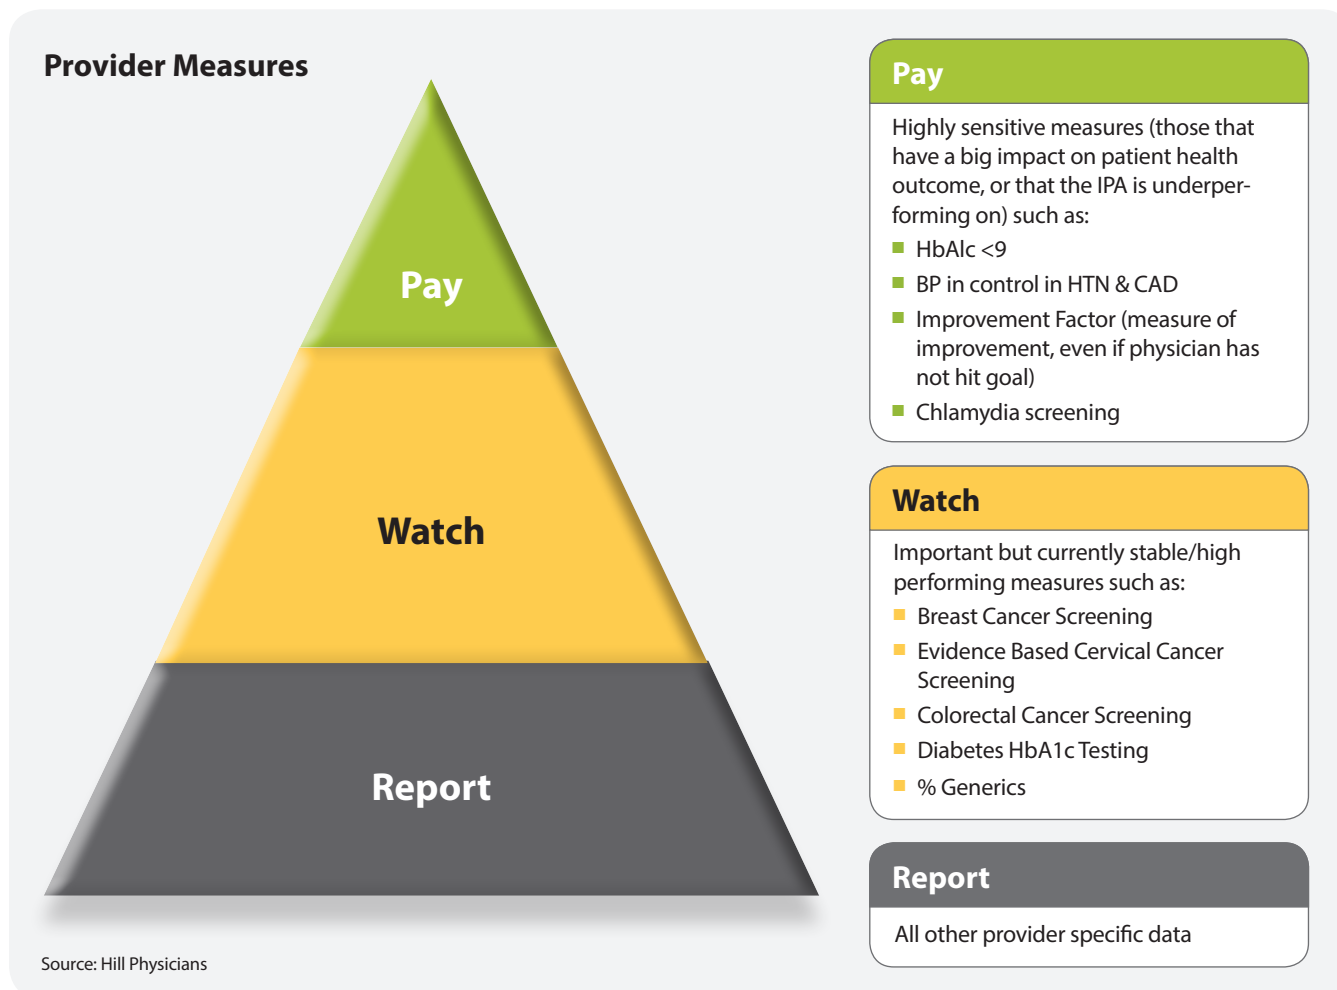 Provider Measures
Pay
Watch
Report
Source: Hill Physicians
Pay
Highly sensitive measures (those that
have a big impact on patient health
outcome, or that the IPA is underper-
forming on) such as:
HbAlc <9
BP in control in HTN & CAD
Improvement Factor (measure of
improvement, even if physician has
not hit goal)
Chlamydia screening
Watch
Important but currently stable/high
performing measures such as:
Breast Cancer Screening
Evidence Based Cervical Cancer
Screening
Colorectal Cancer Screening
Diabetes HbA1c Testing
% Generics
Report
All other provider specific data